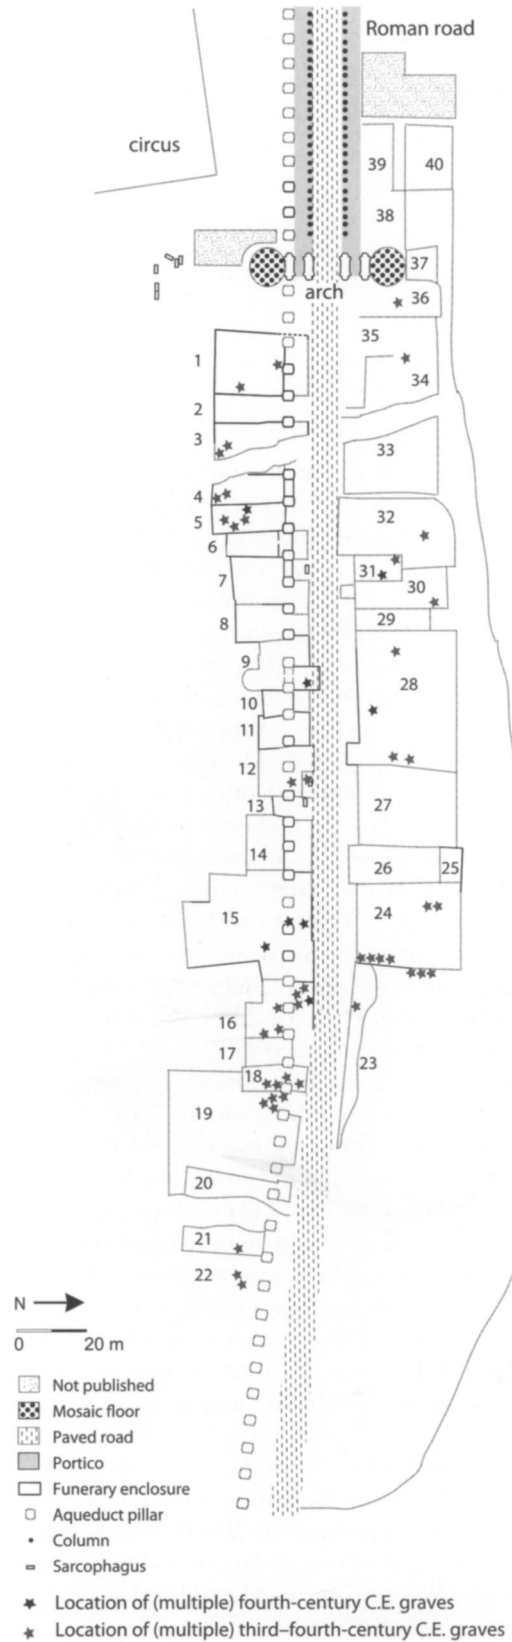 Roman road
circus
39
40
38
37
arch
36
35
1
34
2
3
33
4
32
5
6
31
7
30
8
29
9
28
10
11
12
27
13
14
26
25
15
24
16
17
23
18
19
20
21
22
N
0
20 m
Not published
Mosaic floor
Paved road
Portico
Funerary enclosure
Aqueduct pillar
Column
Sarcophagus
Location of (multiple) fourth-century C.E. graves
Location of (multiple) third–fourth-century C.E. graves